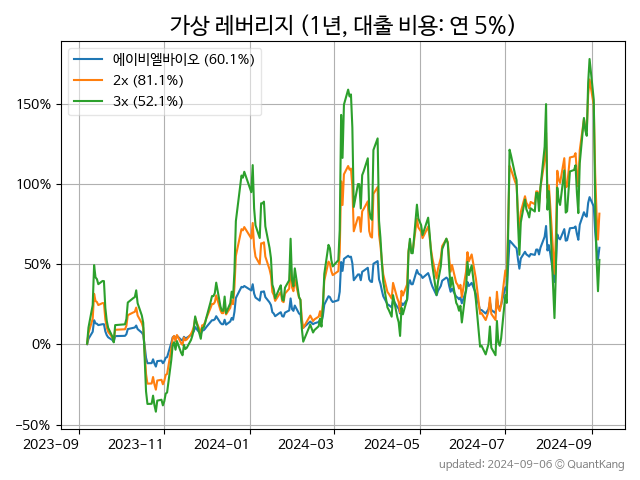 가상 레버리지 (1년, 대출 비용: 연 5%)
에이비엘바이오 (60.1%)
2x (81.1%)
3x (52.1%)
150%
100%
50%
0%
−50%
2023-09
2023-11
2024-01
2024-03
2024-05
2024-07
2024-09
updated: 2024-09-06 © QuantKang